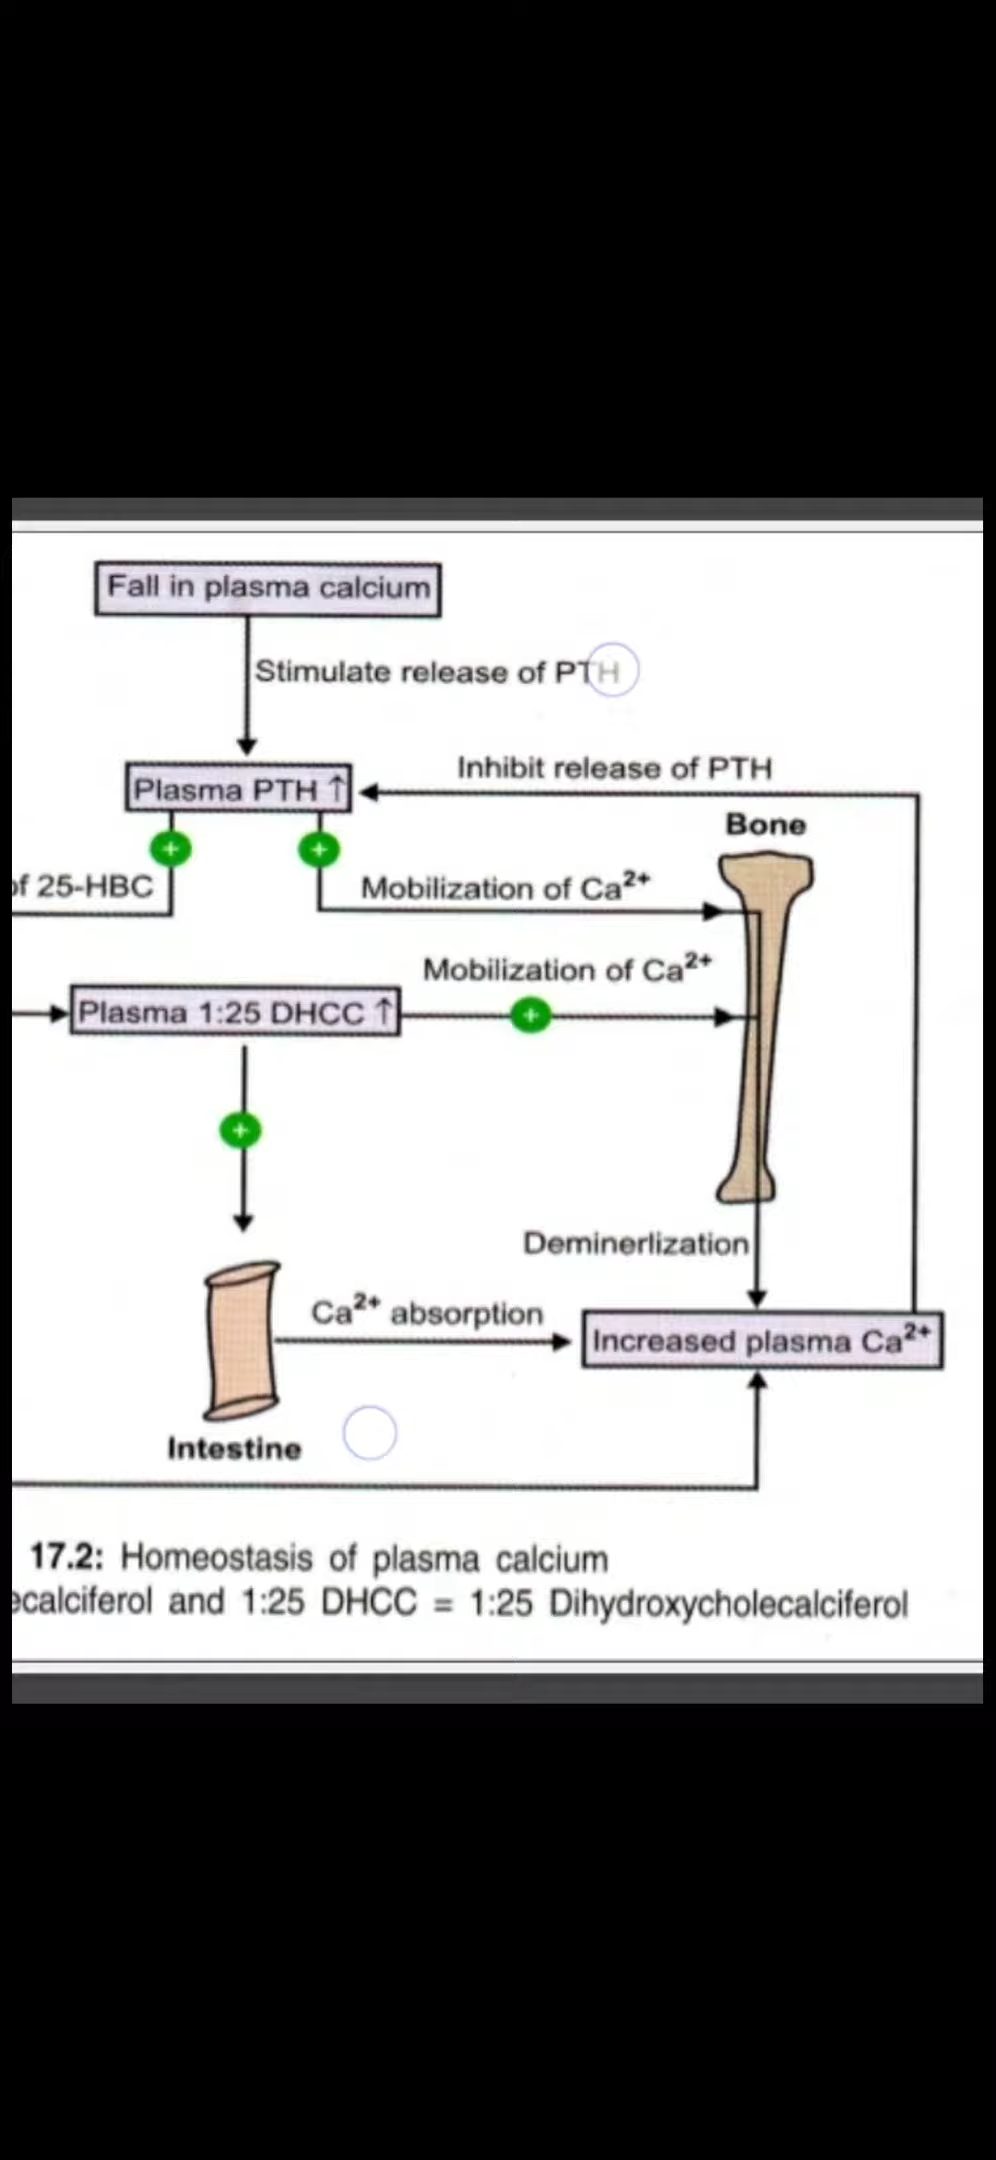 Fall in plasma calcium
Stimulate release of PTH
Inhibit release of PTH
Plasma PTH ↑
Bone
+
+
of 25-HBC
Mobilization of Ca²⁺
Mobilization of Ca²⁺
Plasma 1:25 DHCC ↑
+
+
Deminerlization
Ca²⁺ absorption
Increased plasma Ca²⁺
Intestine
17.2: Homeostasis of plasma calcium
ecalciferol and 1:25 DHCC = 1:25 Dihydroxycholecalciferol